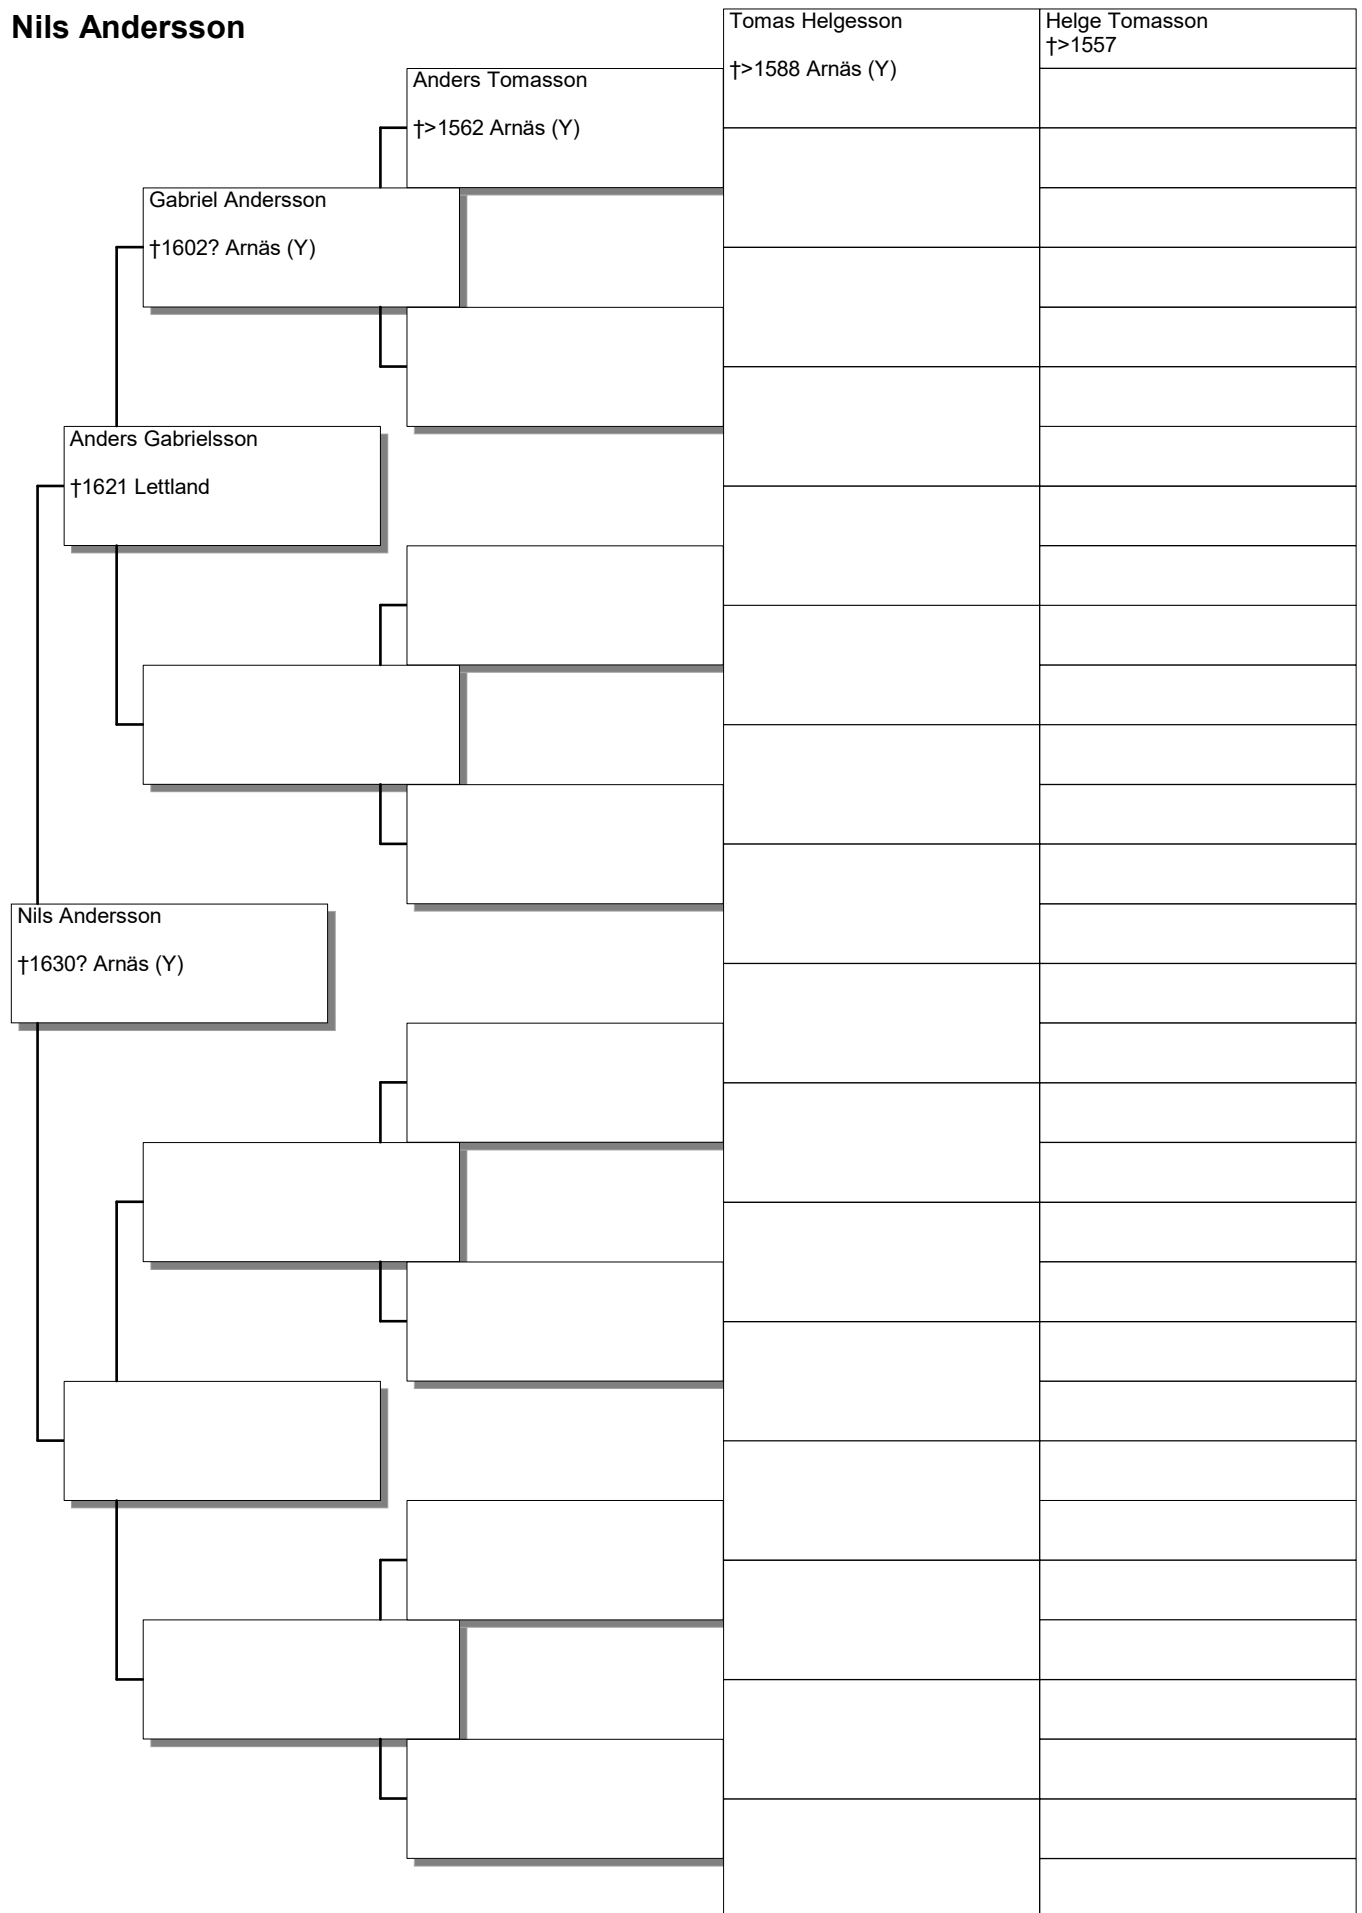 Nils Andersson
Tomas Helgesson
†>1588 Arnäs (Y)
Helge Tomasson
†>1557
Anders Tomasson
†>1562 Arnäs (Y)
Gabriel Andersson
†1602? Arnäs (Y)
Anders Gabrielsson
†1621 Lettland
Nils Andersson
†1630? Arnäs (Y)